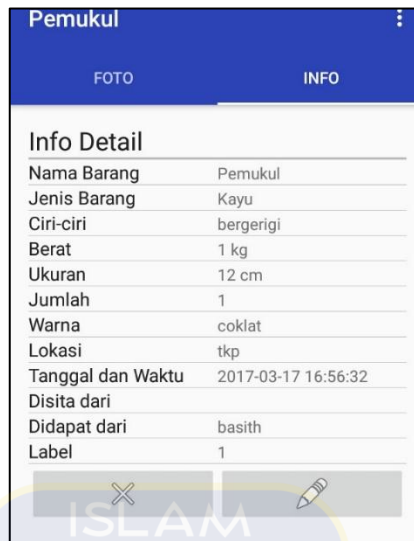 Pemukul
FOTO INFO
Info Detail
Nama Barang Pemukul
Jenis Barang Kayu
Ciri-ciri bergerigi
Berat 1 kg
Ukuran 12 cm
Jumlah 1
Warna coklat
Lokasi tkp
Tanggal dan Waktu 2017-03-17 16:56:32
Disita dari
Didapat dari basith
Label 1
ISLAM